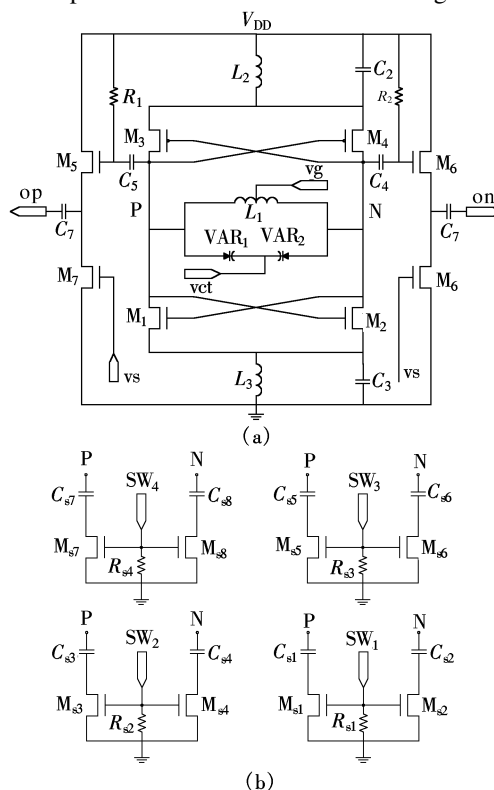 V_DD
L_2
C_2
R_1
R_2
M_3
M_4
M_5
M_6
C_5
C_4
vg
op
on
P
N
L_1
C_7
C_7
VAR_1
VAR_2
M_7
M_6
vct
M_1
M_2
vs
vs
L_3
C_3
(a)
P
N
P
N
SW_4
SW_3
C_s7
C_s8
C_s5
C_s6
M_s7
M_s8
M_s5
M_s6
R_s4
R_s3
P
N
P
N
SW_2
SW_1
C_s3
C_s4
C_s1
C_s2
M_s3
M_s4
M_s1
M_s2
R_s2
R_s1
(b)